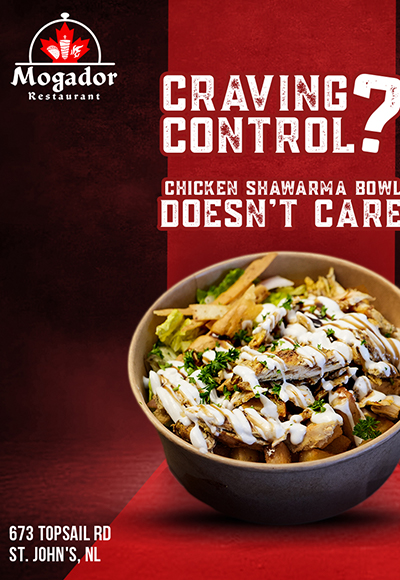 Mogador
Restaurant
CRAVING
CONTROL?
CHICKEN SHAWARMA BOWL
DOESN'T CARE
673 TOPSAIL RD
ST. JOHN'S, NL